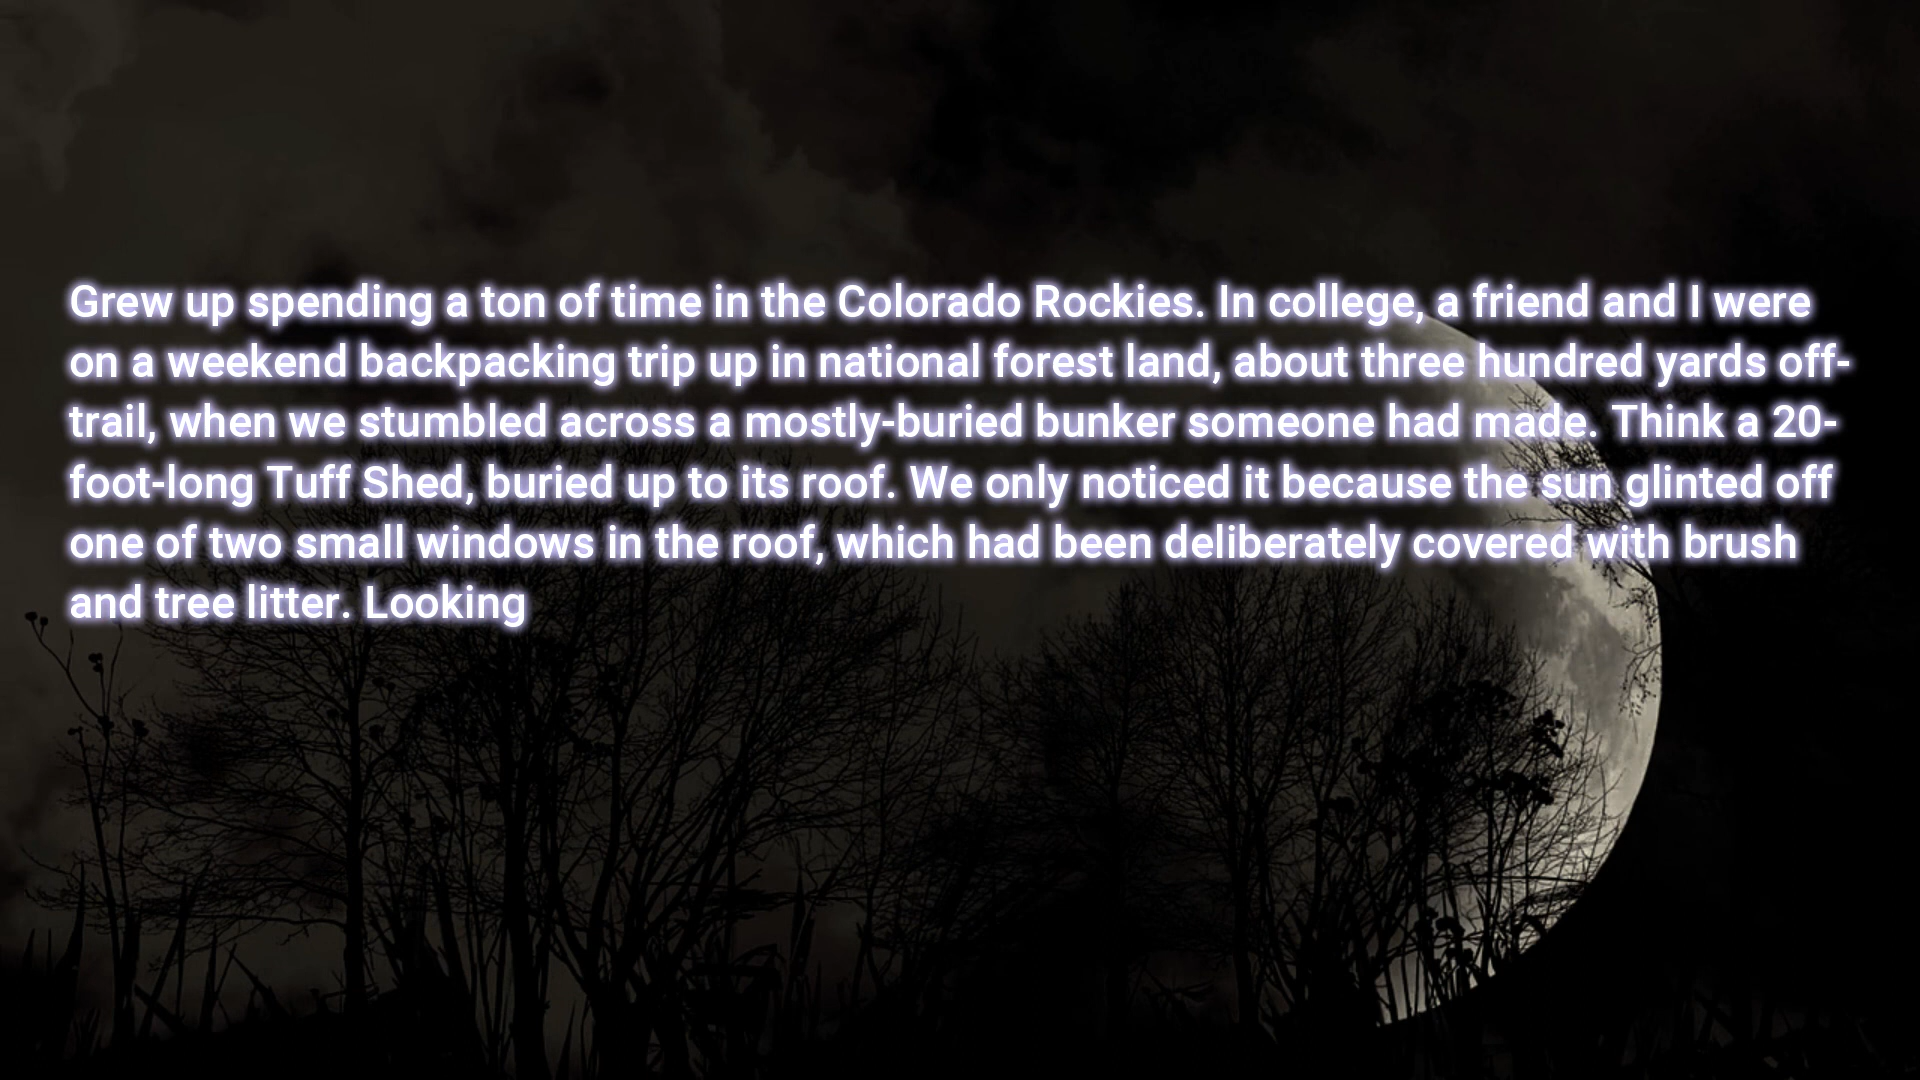 Grew up spending a ton of time in the Colorado Rockies. In college, a friend and I were
on a weekend backpacking trip up in national forest land, about three hundred yards off-
trail, when we stumbled across a mostly-buried bunker someone had made. Think a 20-
foot-long Tuff Shed, buried up to its roof. We only noticed it because the sun glinted off
one of two small windows in the roof, which had been deliberately covered with brush
and tree litter. Looking